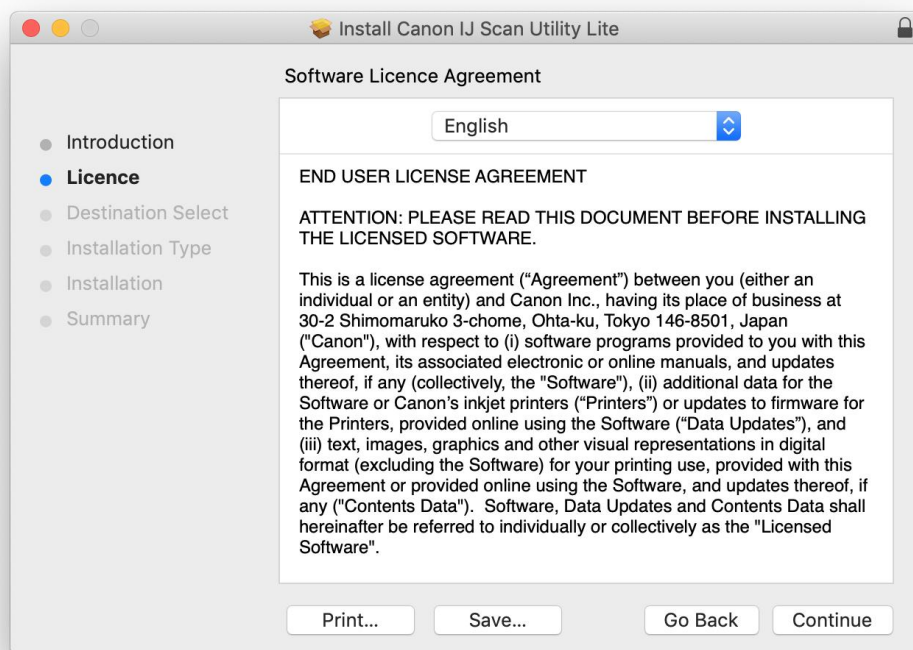 Install Canon IJ Scan Utility Lite
Software Licence Agreement
Introduction
Licence
Destination Select
Installation Type
Installation
Summary
English
END USER LICENSE AGREEMENT
ATTENTION: PLEASE READ THIS DOCUMENT BEFORE INSTALLING
THE LICENSED SOFTWARE.
This is a license agreement (“Agreement”) between you (either an
individual or an entity) and Canon Inc., having its place of business at
30-2 Shimomaruko 3-chome, Ohta-ku, Tokyo 146-8501, Japan
("Canon"), with respect to (i) software programs provided to you with this
Agreement, its associated electronic or online manuals, and updates
thereof, if any (collectively, the "Software"), (ii) additional data for the
Software or Canon’s inkjet printers (“Printers”) or updates to firmware for
the Printers, provided online using the Software (“Data Updates”), and
(iii) text, images, graphics and other visual representations in digital
format (excluding the Software) for your printing use, provided with this
Agreement or provided online using the Software, and updates thereof, if
any ("Contents Data").  Software, Data Updates and Contents Data shall
hereinafter be referred to individually or collectively as the "Licensed
Software".
Print...
Save...
Go Back
Continue